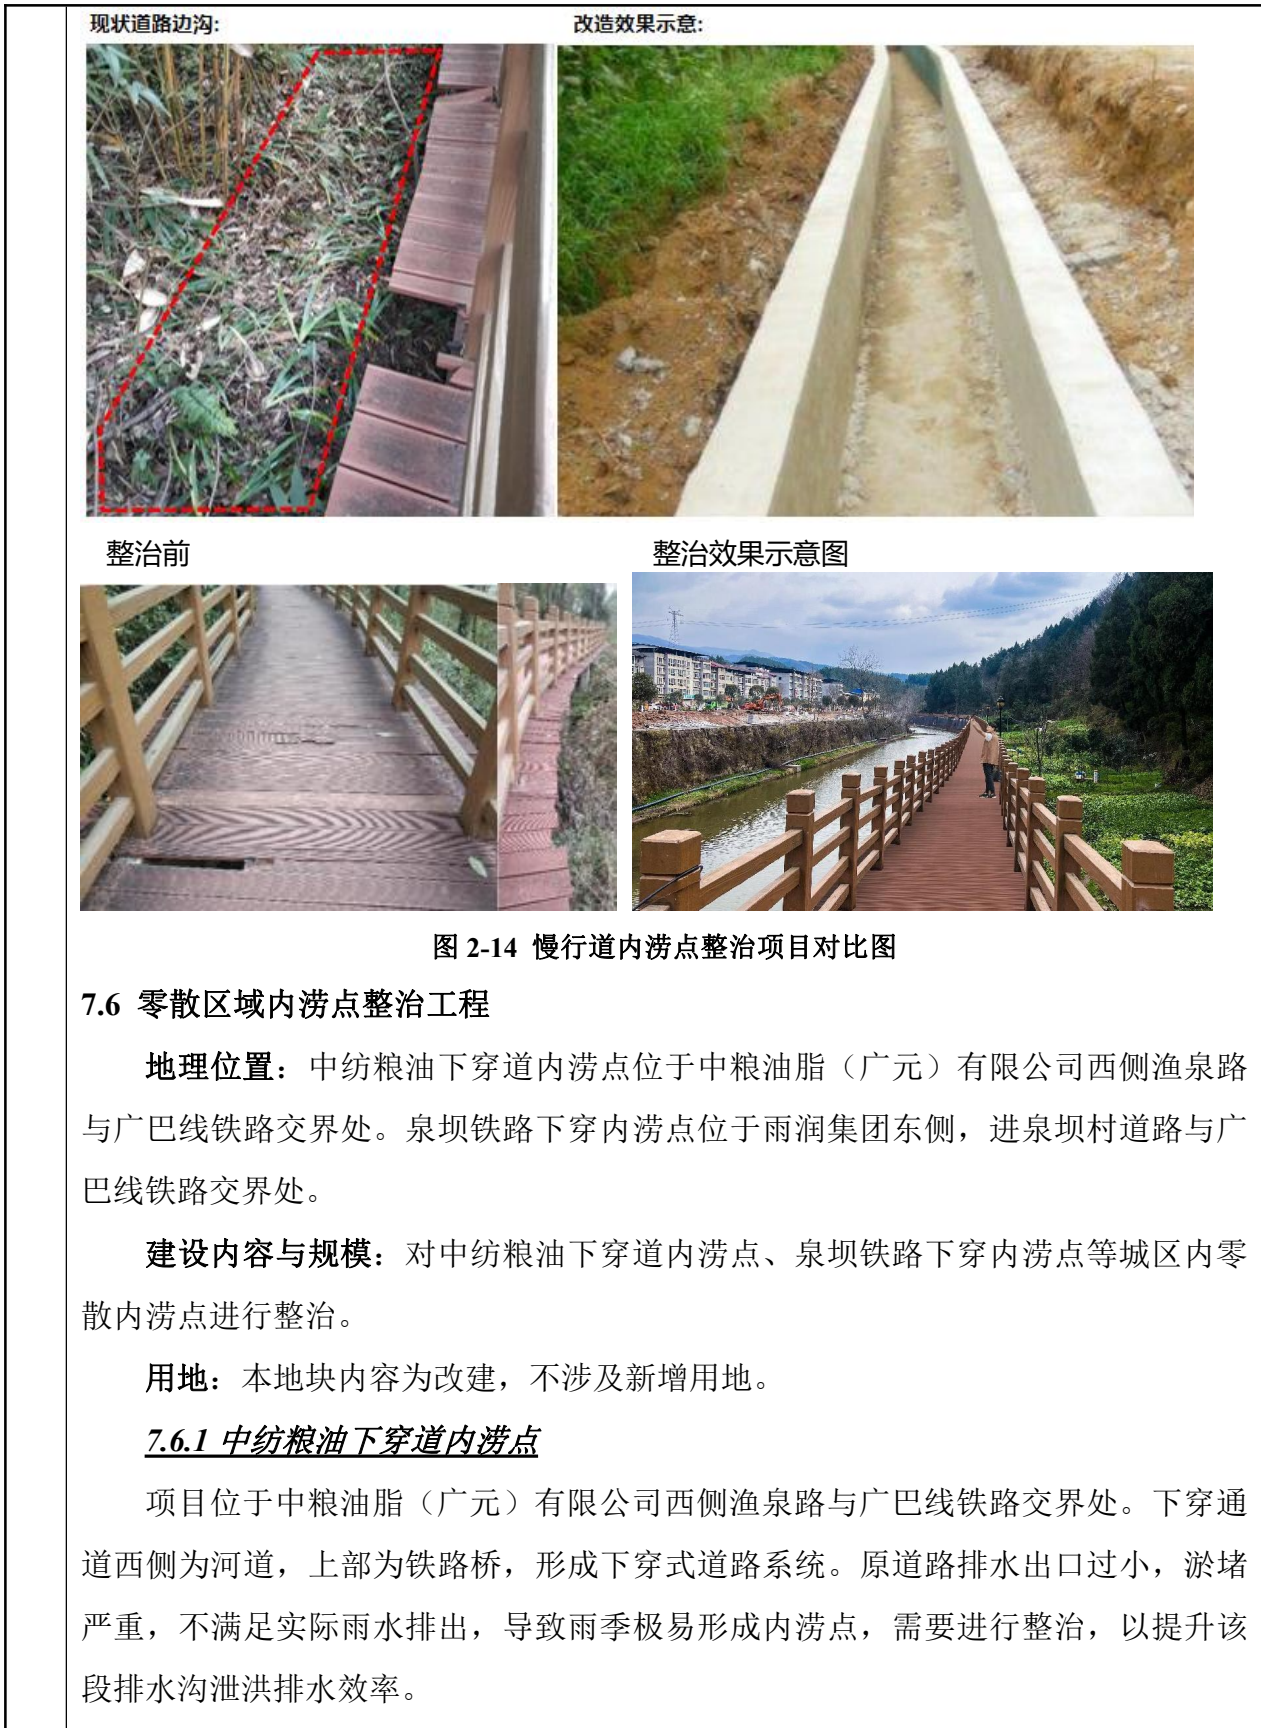 现状道路边沟:
改造效果示意:
整治前
整治效果示意图
图 2-14 慢行道内涝点整治项目对比图
7.6 零散区域内涝点整治工程
地理位置：中纺粮油下穿道内涝点位于中粮油脂（广元）有限公司西侧渔泉路
与广巴线铁路交界处。泉坝铁路下穿内涝点位于雨润集团东侧，进泉坝村道路与广
巴线铁路交界处。
建设内容与规模：对中纺粮油下穿道内涝点、泉坝铁路下穿内涝点等城区内零
散内涝点进行整治。
用地：本地块内容为改建，不涉及新增用地。
7.6.1 中纺粮油下穿道内涝点
项目位于中粮油脂（广元）有限公司西侧渔泉路与广巴线铁路交界处。下穿通
道西侧为河道，上部为铁路桥，形成下穿式道路系统。原道路排水出口过小，淤堵
严重，不满足实际雨水排出，导致雨季极易形成内涝点，需要进行整治，以提升该
段排水沟泄洪排水效率。